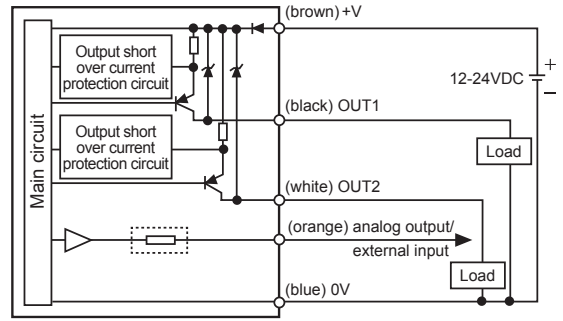 (brown) +V
Output short
over current
protection circuit
12-24VDC
+
−
(black) OUT1
Output short
over current
protection circuit
Load
Main circuit
(white) OUT2
(orange) analog output/
external input
Load
(blue) 0V